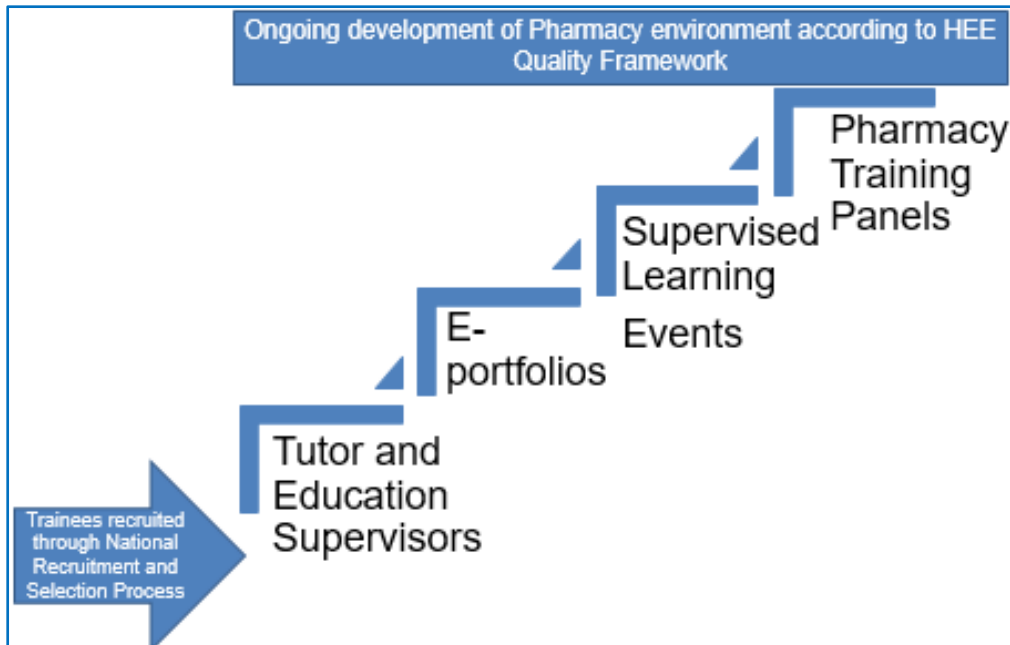 Ongoing development of Pharmacy environment according to HEE
Quality Framework
Pharmacy
Training
Panels
Supervised
Learning
Events
E-
portfolios
Tutor and
Education
Supervisors
Trainees recruited
through National
Recruitment and
Selection Process